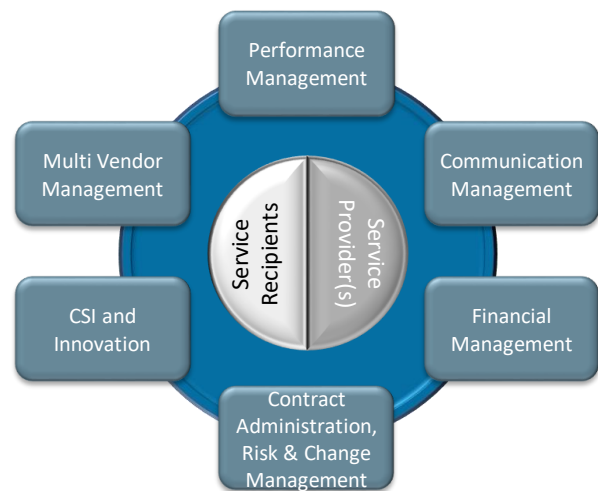 Performance
Management
Multi Vendor
Management
Communication
Management
Service
Recipients
Service
Provider(s)
CSI and
Innovation
Financial
Management
Contract
Administration,
Risk & Change
Management